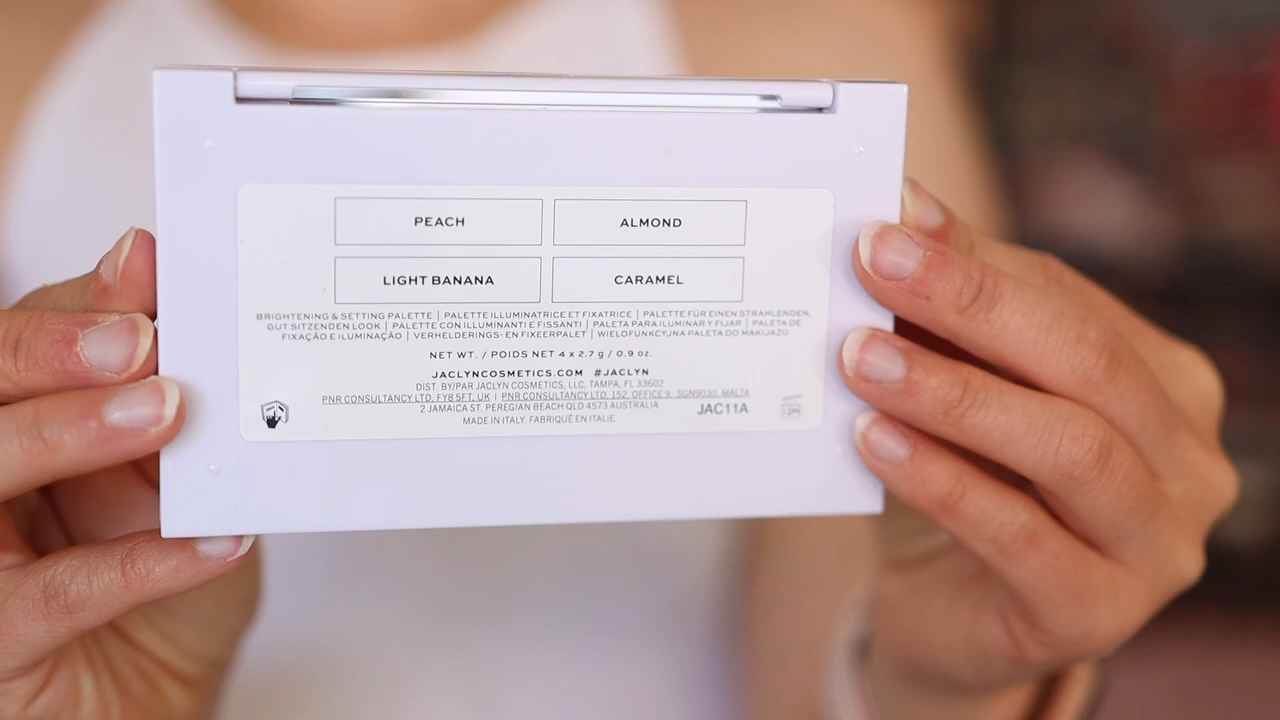 PEACH
ALMOND
LIGHT BANANA
CARAMEL
BRIGHTENING & SETTING PALETTE | PALETTE ILLUMINATRICE ET FIXATRICE | PALETTE FÜR EINEN STRAHLENDEN,
GUT SITZENDEN LOOK | PALETTE CON ILLUMINANTI E FISSANTI | PALETA PARA ILUMINAR Y FIJAR | PALETA DE
FIXAÇÃO E ILUMINAÇÃO | VERHELDERINGS- EN FIXEERPALET | WIELOFUNKCYJNA PALETA DO MAKIJAŻU
NET WT. / POIDS NET 4 x 2.7 g / 0.9 oz.
JACLYNCOSMETICS.COM #JACLYN
DIST. BY/PAR JACLYN COSMETICS, LLC, TAMPA, FL 33602
PNR CONSULTANCY LTD, FY8 5FT, UK | PNR CONSULTANCY LTD, 152, OFFICE 9, SGN9030, MALTA
2 JAMAICA ST. PEREGIAN BEACH QLD 4573 AUSTRALIA
JAC11A
MADE IN ITALY. FABRIQUÉ EN ITALIE.